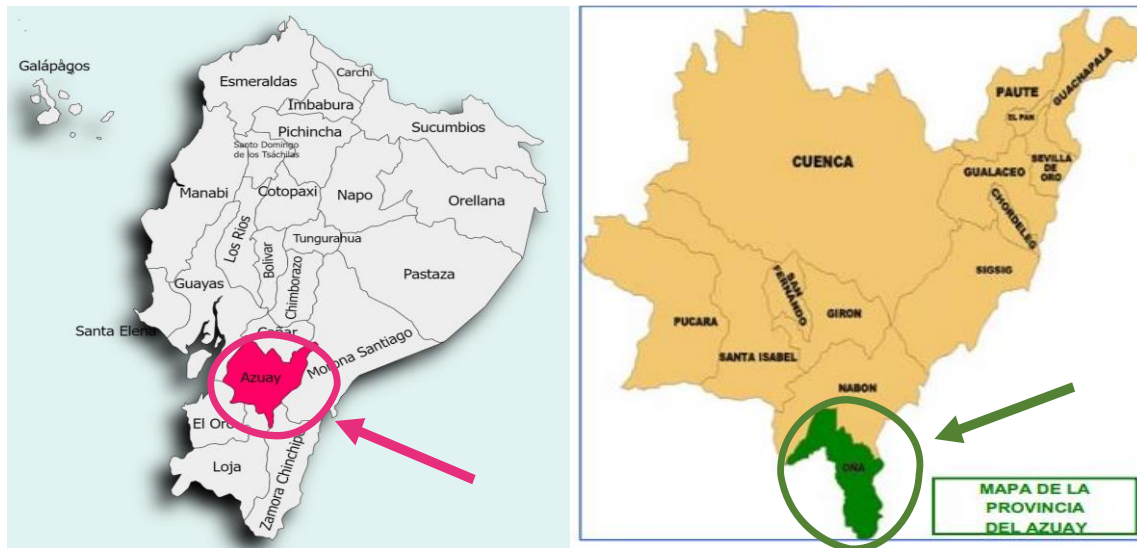 Galápagos
Esmeraldas
Carchi
Imbabura
Pichincha
Sucumbios
Santo Domingo
de los Tsáchilas
Manabi
Cotopaxi
Napo
Orellana
Los Rios
Bolivar
Tungurahua
Chimborazo
Pastaza
Guayas
Santa Elena
Cañar
Morona Santiago
Azuay
El Oro
Loja
Zamora Chinchipe
GUACHAPALA
PAUTE
EL PAN
CUENCA
GUALACEO
SEVILLA
DE
ORO
CHORDELEG
SIGSIG
SAN
FERNANDO
GIRON
PUCARA
SANTA ISABEL
NABON
ONA
MAPA DE LA
PROVINCIA
DEL AZUAY